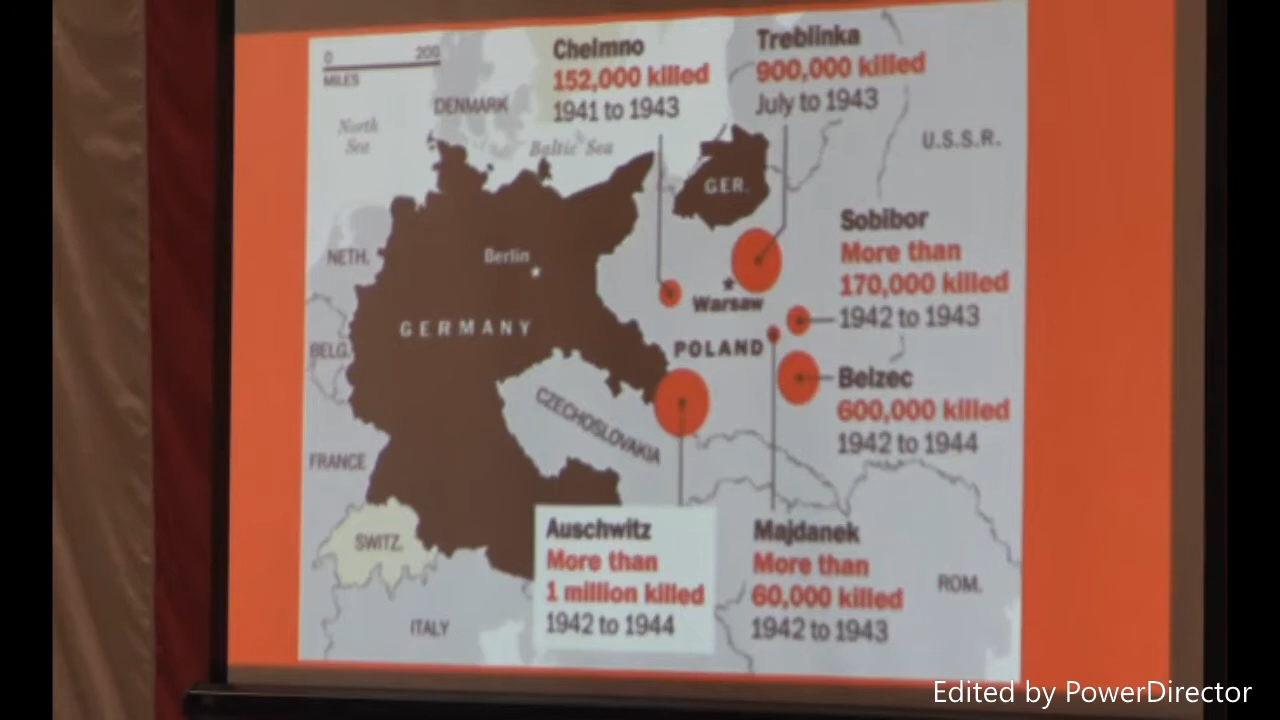 0 200
MILES
Chelmno
152,000 killed
1941 to 1943
Treblinka
900,000 killed
July to 1943
DENMARK
North
Sea
Baltic Sea
U.S.S.R.
GER.
NETH.
Berlin
Warsaw
Sobibor
More than
170,000 killed
1942 to 1943
GERMANY
POLAND
BELG.
Belzec
600,000 killed
1942 to 1944
CZECHOSLOVAKIA
FRANCE
SWITZ.
Auschwitz
More than
1 million killed
1942 to 1944
Majdanek
More than
60,000 killed
1942 to 1943
ROM.
ITALY
Edited by PowerDirector